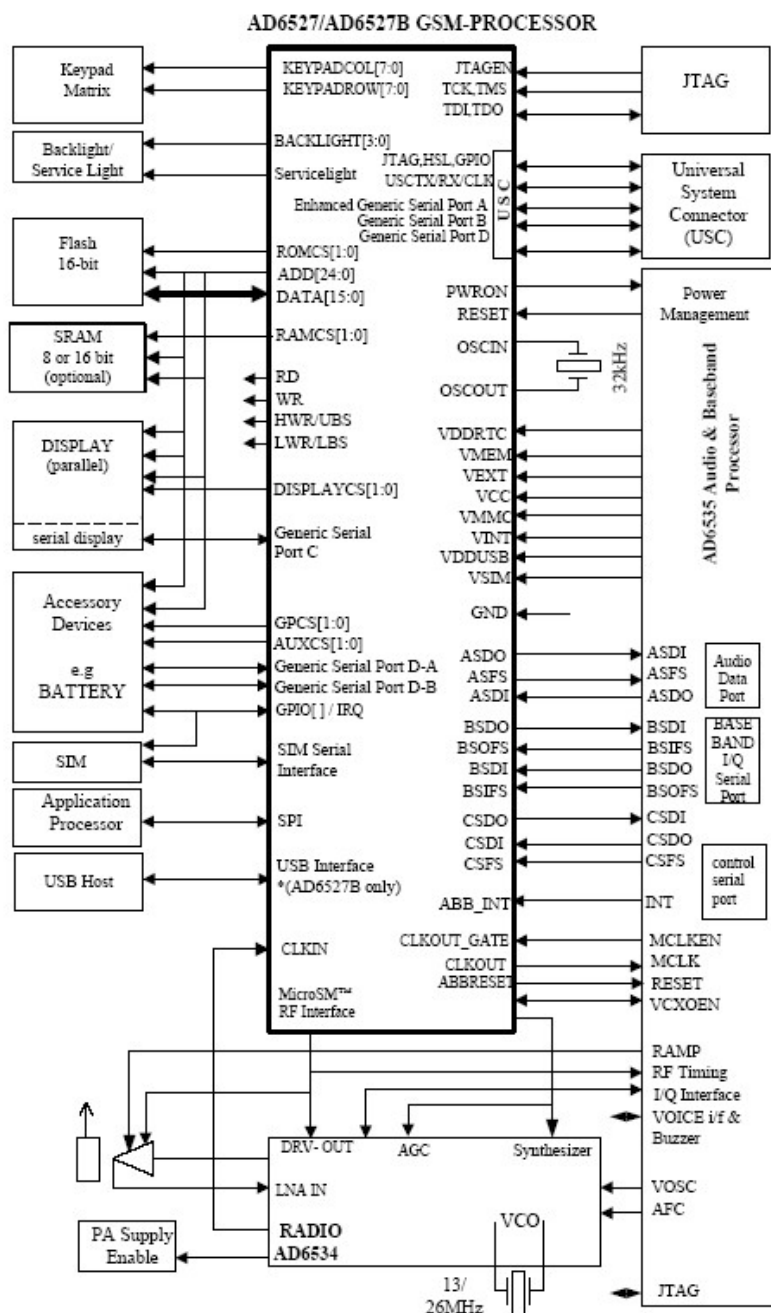 AD6527/AD6527B GSM-PROCESSOR
Keypad
Matrix
Backlight/
Service Light
Flash
16-bit
SRAM
8 or 16 bit
(optional)
DISPLAY
(parallel)
serial display
Accessory
Devices
e.g
BATTERY
SIM
Application
Processor
USB Host
KEYPADCOL[7:0]
KEYPADROW[7:0]
BACKLIGHT[3:0]
Servicelight
ROMCS[1:0]
ADD[24:0]
DATA[15:0]
RAMCS[1:0]
RD
WR
HWR/UBS
LWR/LBS
DISPLAYCS[1:0]
Generic Serial
Port C
GPCS[1:0]
AUXCS[1:0]
Generic Serial Port D-A
Generic Serial Port D-B
GPIO[ ] / IRQ
SIM Serial
Interface
SPI
USB Interface
*(AD6527B only)
CLKIN
MicroSM™
RF Interface
JTAGEN
TCK,TMS
TDI,TDO
JTAG,HSL,GPIO
USCTX/RX/CLK
Enhanced Generic Serial Port A
Generic Serial Port B
Generic Serial Port D
USC
PWRON
RESET
OSCIN
OSCOUT
32kHz
VDDRTC
VMEM
VEXT
VCC
VMMC
VINT
VDDUSB
VSIM
GND
ASDO
ASFS
ASDI
BSDO
BSOFS
BSDI
BSIFS
CSDO
CSDI
CSFS
ABB_INT
CLKOUT_GATE
CLKOUT
ABBRESET
JTAG
Universal
System
Connector
(USC)
Power
Management
AD6535 Audio & Baseband
Processor
ASDI
ASFS
ASDO
Audio
Data
Port
BSDI
BSIFS
BSDO
BSOFS
BASE
BAND
I/Q
Serial
Port
CSDI
CSDO
CSFS
control
serial
port
INT
MCLKEN
MCLK
RESET
VCXOEN
RAMP
RF Timing
I/Q Interface
VOICE i/f &
Buzzer
VOSC
AFC
JTAG
DRV- OUT
AGC
Synthesizer
LNA IN
RADIO
AD6534
VCO
PA Supply
Enable
13/
26MHz